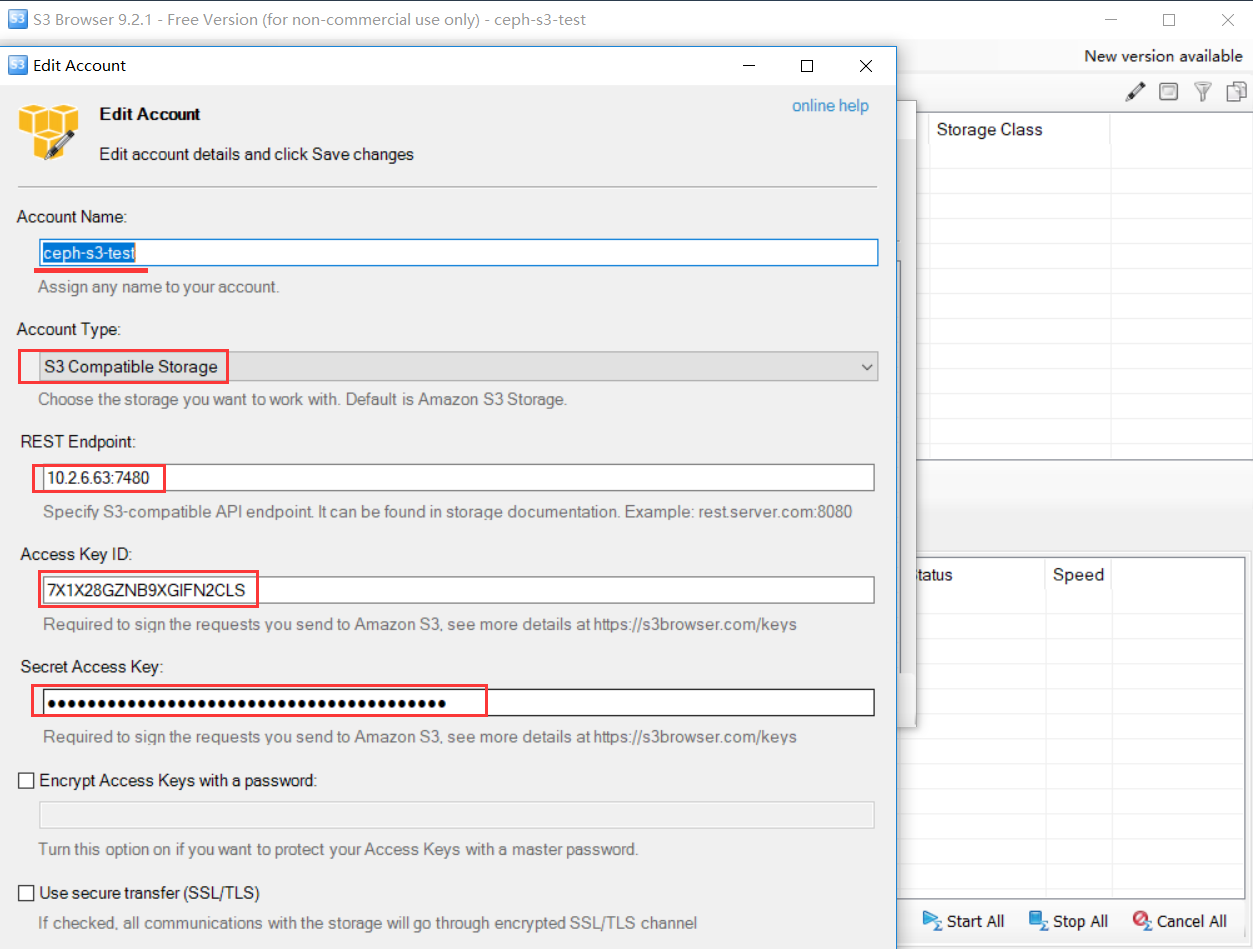 S3 Browser 9.2.1 - Free Version (for non-commercial use only) - ceph-s3-test
New version available
Edit Account
online help
Edit Account
Edit account details and click Save changes
Storage Class
Account Name:
ceph-s3-test
Assign any name to your account.
Account Type:
S3 Compatible Storage
Choose the storage you want to work with. Default is Amazon S3 Storage.
REST Endpoint:
10.2.6.63:7480
Specify S3-compatible API endpoint. It can be found in storage documentation. Example: rest.server.com:8080
Access Key ID:
7X1X28GZNB9XGIFN2CLS
Required to sign the requests you send to Amazon S3, see more details at https://s3browser.com/keys
Secret Access Key:
●●●●●●●●●●●●●●●●●●●●●●●●●●●●●●●●●●●●●●●●
Required to sign the requests you send to Amazon S3, see more details at https://s3browser.com/keys
Encrypt Access Keys with a password:
Turn this option on if you want to protect your Access Keys with a master password.
Use secure transfer (SSL/TLS)
If checked, all communications with the storage will go through encrypted SSL/TLS channel
tatus
Speed
Start All
Stop All
Cancel All